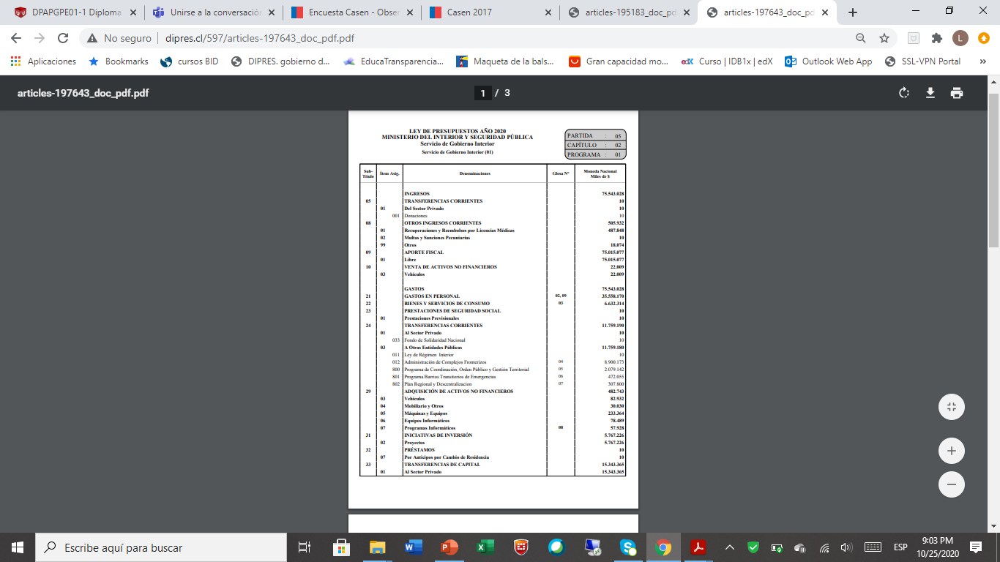 DPAPGPE01-1 Diploma
Unirse a la conversación
Encuesta Casen - Obser
Casen 2017
articles-195183_doc_pd
articles-197643_doc_pd
No seguro | dipres.cl/597/articles-197643_doc_pdf.pdf
L
Aplicaciones Bookmarks cursos BID DIPRES. gobierno d... EducaTransparencia... Maqueta de la bals... Gran capacidad mo... edX Curso | IDB1x | edX Outlook Web App SSL-VPN Portal »
articles-197643_doc_pdf.pdf 1 / 3
LEY DE PRESUPUESTOS AÑO 2020
MINISTERIO DEL INTERIOR Y SEGURIDAD PÚBLICA
Servicio de Gobierno Interior
Servicio de Gobierno Interior (01)
PARTIDA : 05
CAPÍTULO : 02
PROGRAMA : 01
Sub-Título Ítem Asig. Denominaciones Glosa N° Moneda Nacional Miles de $
INGRESOS 75.543.028
05 TRANSFERENCIAS CORRIENTES 10
01 Del Sector Privado 10
001 Donaciones 10
08 OTROS INGRESOS CORRIENTES 505.932
01 Recuperaciones y Reembolsos por Licencias Médicas 487.848
02 Multas y Sanciones Pecuniarias 10
99 Otros 18.074
09 APORTE FISCAL 75.015.077
01 Libre 75.015.077
10 VENTA DE ACTIVOS NO FINANCIEROS 22.009
03 Vehículos 22.009
GASTOS 75.543.028
21 GASTOS EN PERSONAL 02, 09 35.558.170
22 BIENES Y SERVICIOS DE CONSUMO 03 6.632.314
23 PRESTACIONES DE SEGURIDAD SOCIAL 10
01 Prestaciones Previsionales 10
24 TRANSFERENCIAS CORRIENTES 11.759.190
01 Al Sector Privado 10
033 Fondo de Solidaridad Nacional 10
03 A Otras Entidades Públicas 11.759.180
011 Ley de Régimen Interior 10
012 Administración de Complejos Fronterizos 04 8.900.173
800 Programa de Coordinación, Orden Público y Gestión Territorial 05 2.079.142
801 Programa Barrios Transitorios de Emergencias 06 472.055
802 Plan Regional y Descentralizacion 07 307.800
29 ADQUISICIÓN DE ACTIVOS NO FINANCIEROS 482.743
03 Vehículos 82.932
04 Mobiliario y Otros 30.030
05 Máquinas y Equipos 233.364
06 Equipos Informáticos 78.489
07 Programas Informáticos 08 57.928
31 INICIATIVAS DE INVERSIÓN 5.767.226
02 Proyectos 5.767.226
32 PRÉSTAMOS 10
07 Por Anticipos por Cambio de Residencia 10
33 TRANSFERENCIAS DE CAPITAL 15.343.365
01 Al Sector Privado 15.343.365
Escribe aquí para buscar
ESP
9:03 PM
10/25/2020